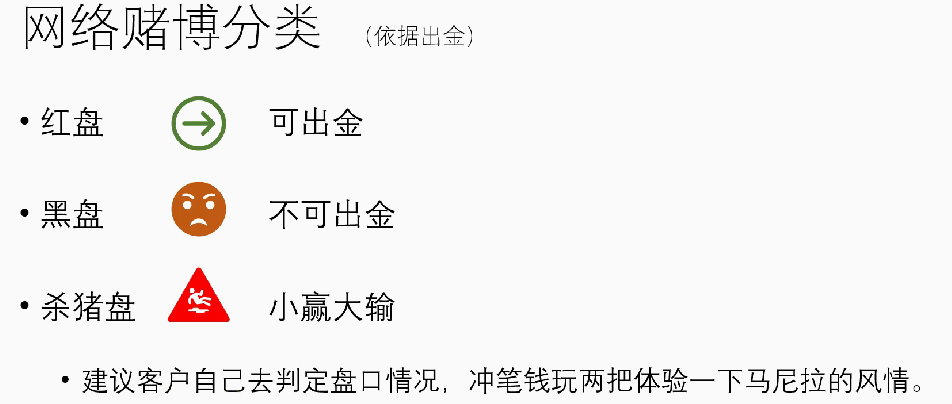 网络赌博分类 （依据出金）
• 红盘 可出金
• 黑盘 不可出金
• 杀猪盘 小赢大输
• 建议客户自己去判定盘口情况，冲笔钱玩两把体验一下马尼拉的风情。